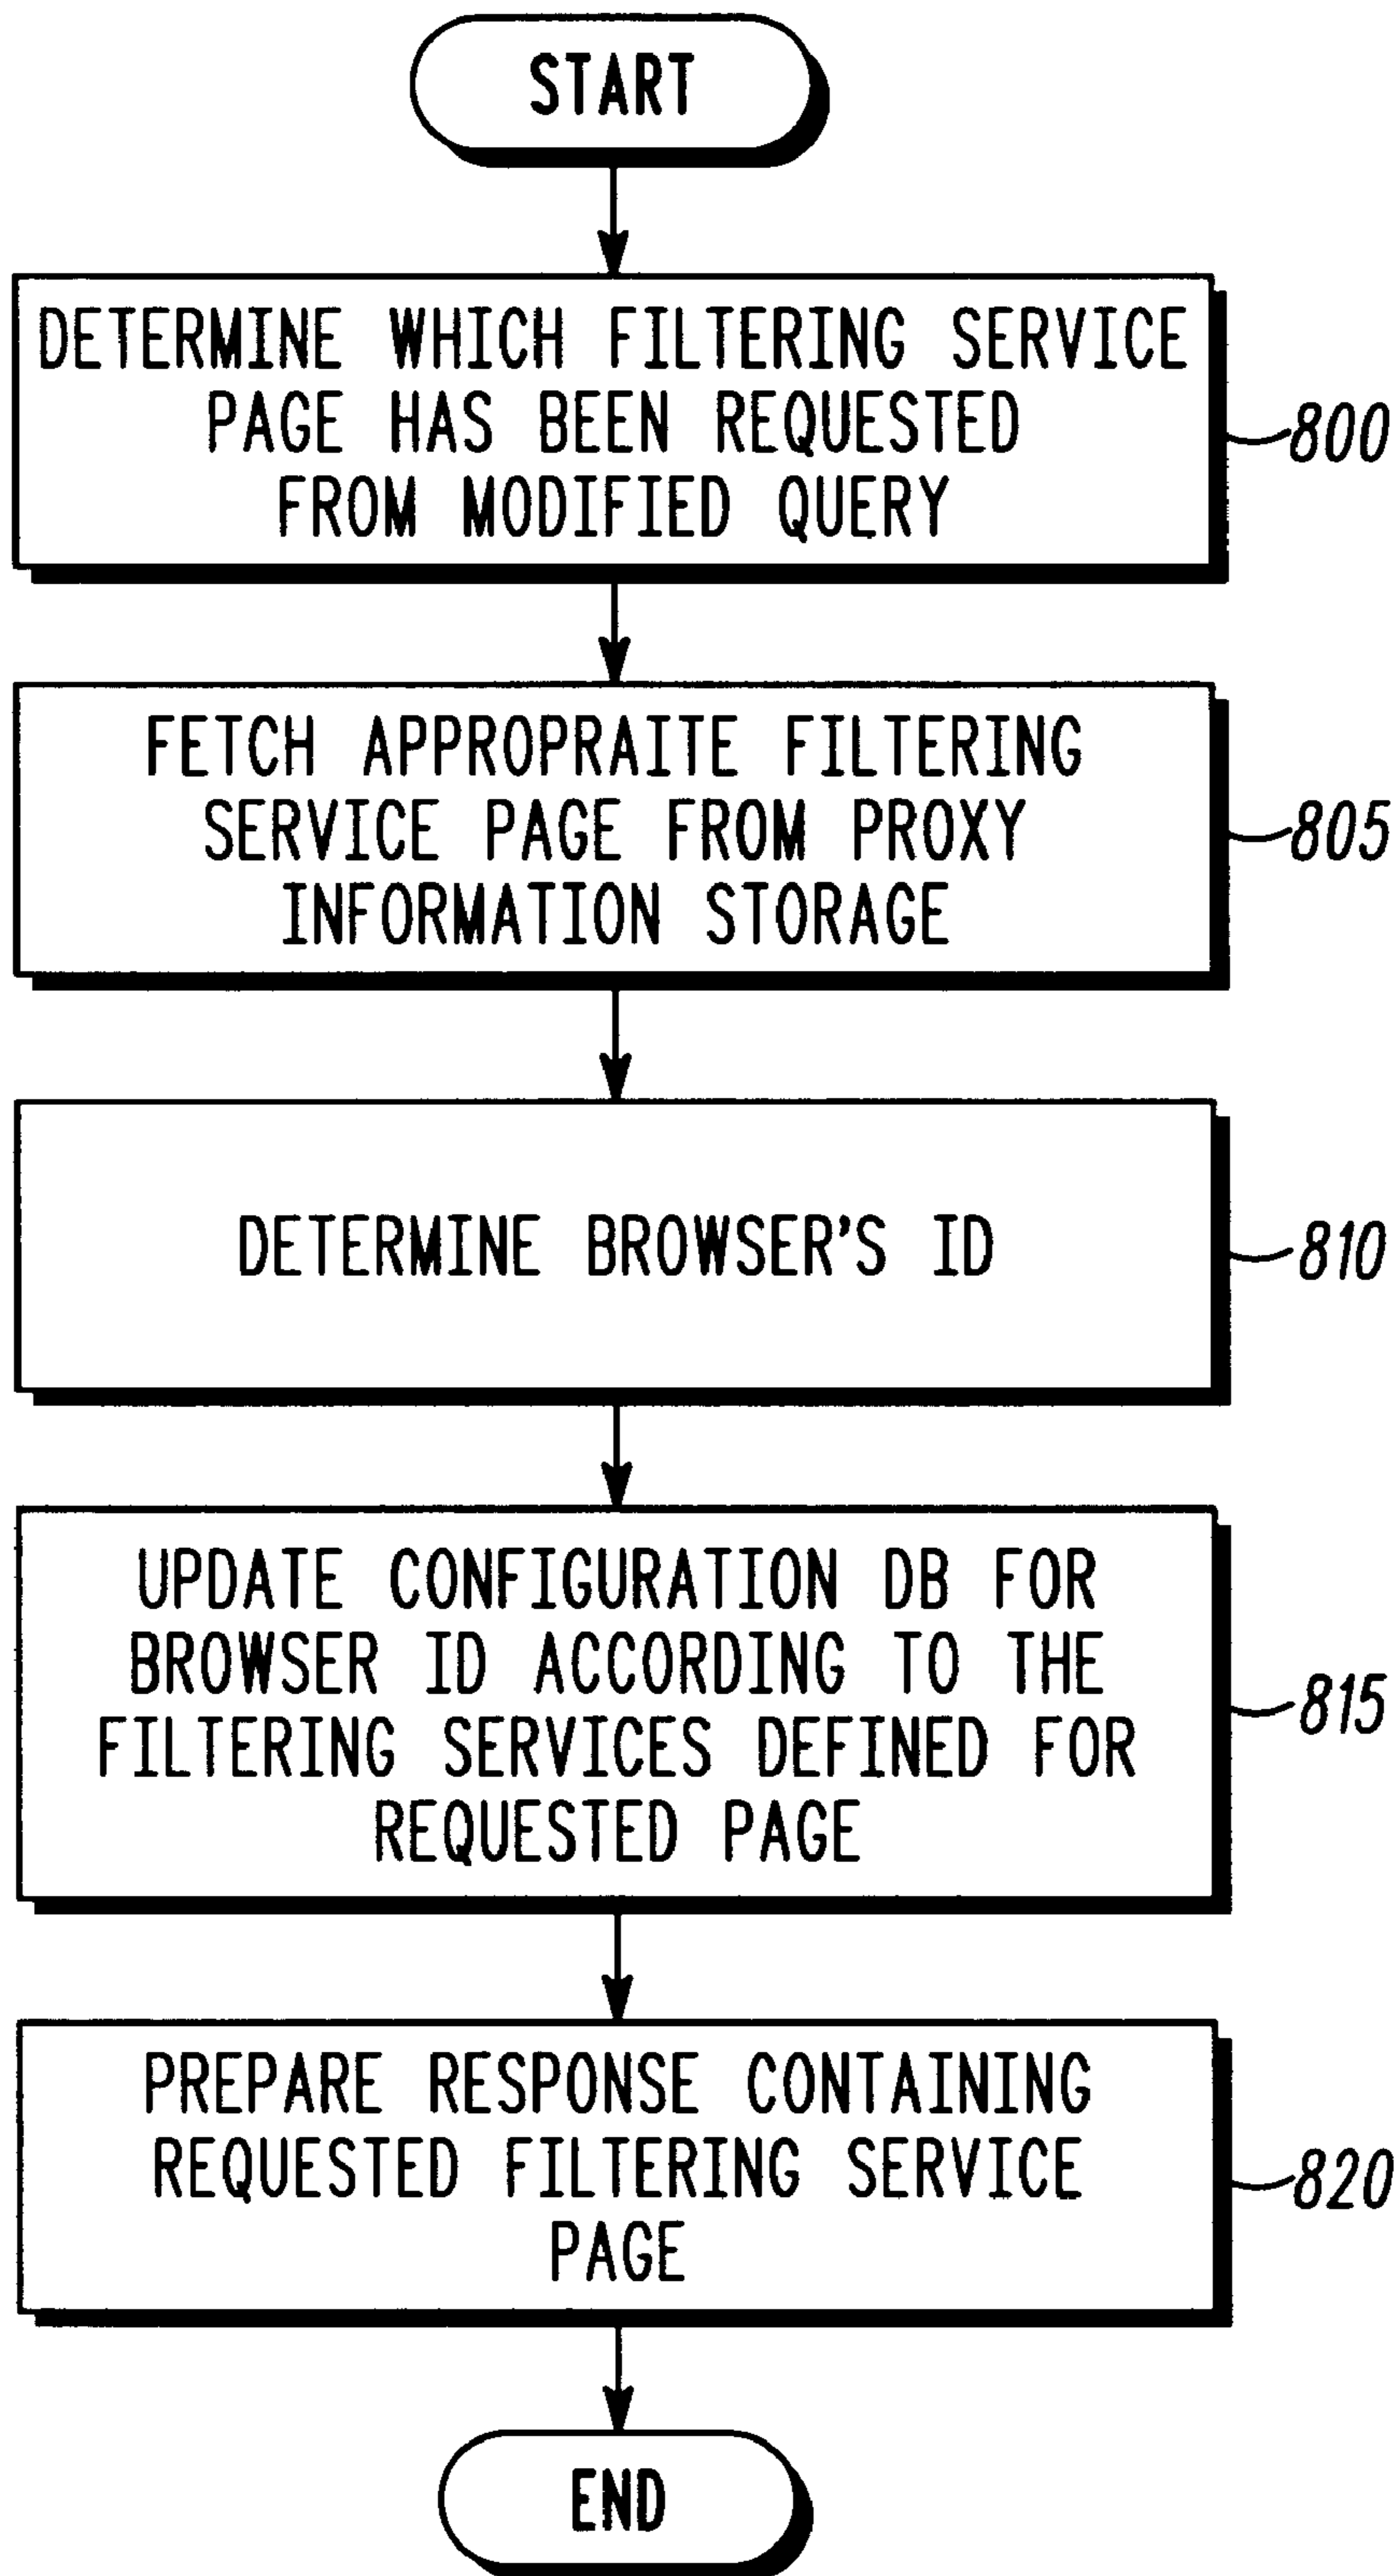 START
DETERMINE WHICH FILTERING SERVICE
PAGE HAS BEEN REQUESTED
FROM MODIFIED QUERY
800
FETCH APPROPRAITE FILTERING
SERVICE PAGE FROM PROXY
INFORMATION STORAGE
805
DETERMINE BROWSER'S ID
810
UPDATE CONFIGURATION DB FOR
BROWSER ID ACCORDING TO THE
FILTERING SERVICES DEFINED FOR
REQUESTED PAGE
815
PREPARE RESPONSE CONTAINING
REQUESTED FILTERING SERVICE
PAGE
820
END